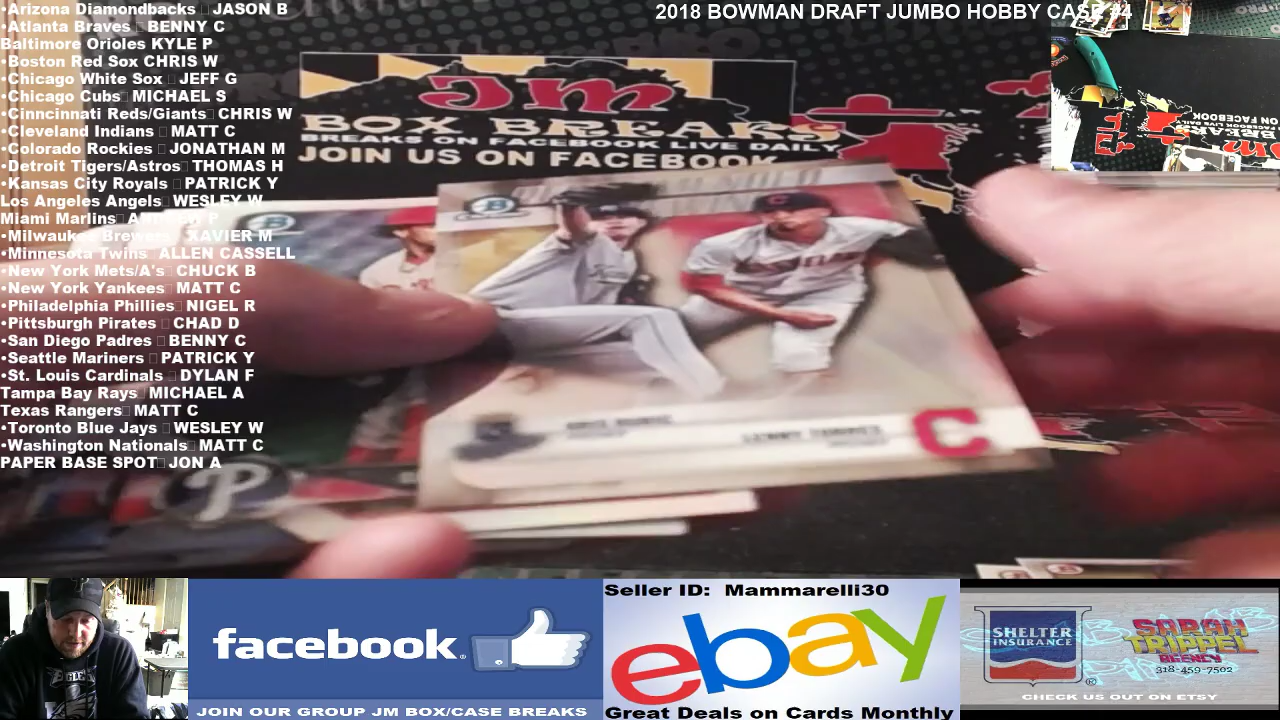 •Arizona Diamondbacks JASON B
•Atlanta Braves BENNY C
Baltimore Orioles KYLE P
•Boston Red Sox CHRIS W
•Chicago White Sox JEFF G
•Chicago Cubs MICHAEL S
•Cinncinnati Reds/Giants CHRIS W
•Cleveland Indians MATT C
•Colorado Rockies JONATHAN M
•Detroit Tigers/Astros THOMAS H
•Kansas City Royals PATRICK Y
Los Angeles Angels WESLEY W
Miami Marlins ANDREW P
•Milwaukee Brewers XAVIER M
•Minnesota Twins ALLEN CASSELL
•New York Mets/A's CHUCK B
•New York Yankees MATT C
•Philadelphia Phillies NIGEL R
•Pittsburgh Pirates CHAD D
•San Diego Padres BENNY C
•Seattle Mariners PATRICK Y
•St. Louis Cardinals DYLAN F
Tampa Bay Rays MICHAEL A
Texas Rangers MATT C
•Toronto Blue Jays WESLEY W
•Washington Nationals MATT C
PAPER BASE SPOT JON A
2018 BOWMAN DRAFT JUMBO HOBBY CASE #4
JM
BOX BREAKS
BREAKS ON FACEBOOK LIVE DAILY
JOIN US ON FACEBOOK
B
C
C
P
BREAKS
ON FACEBOOK
facebook
JOIN OUR GROUP JM BOX/CASE BREAKS
Seller ID: Mammarelli30
ebay
Great Deals on Cards Monthly
SHELTER
INSURANCE
SARAH
TRIPPEL
AGENCY
318-459-7502
CHECK US OUT ON ETSY